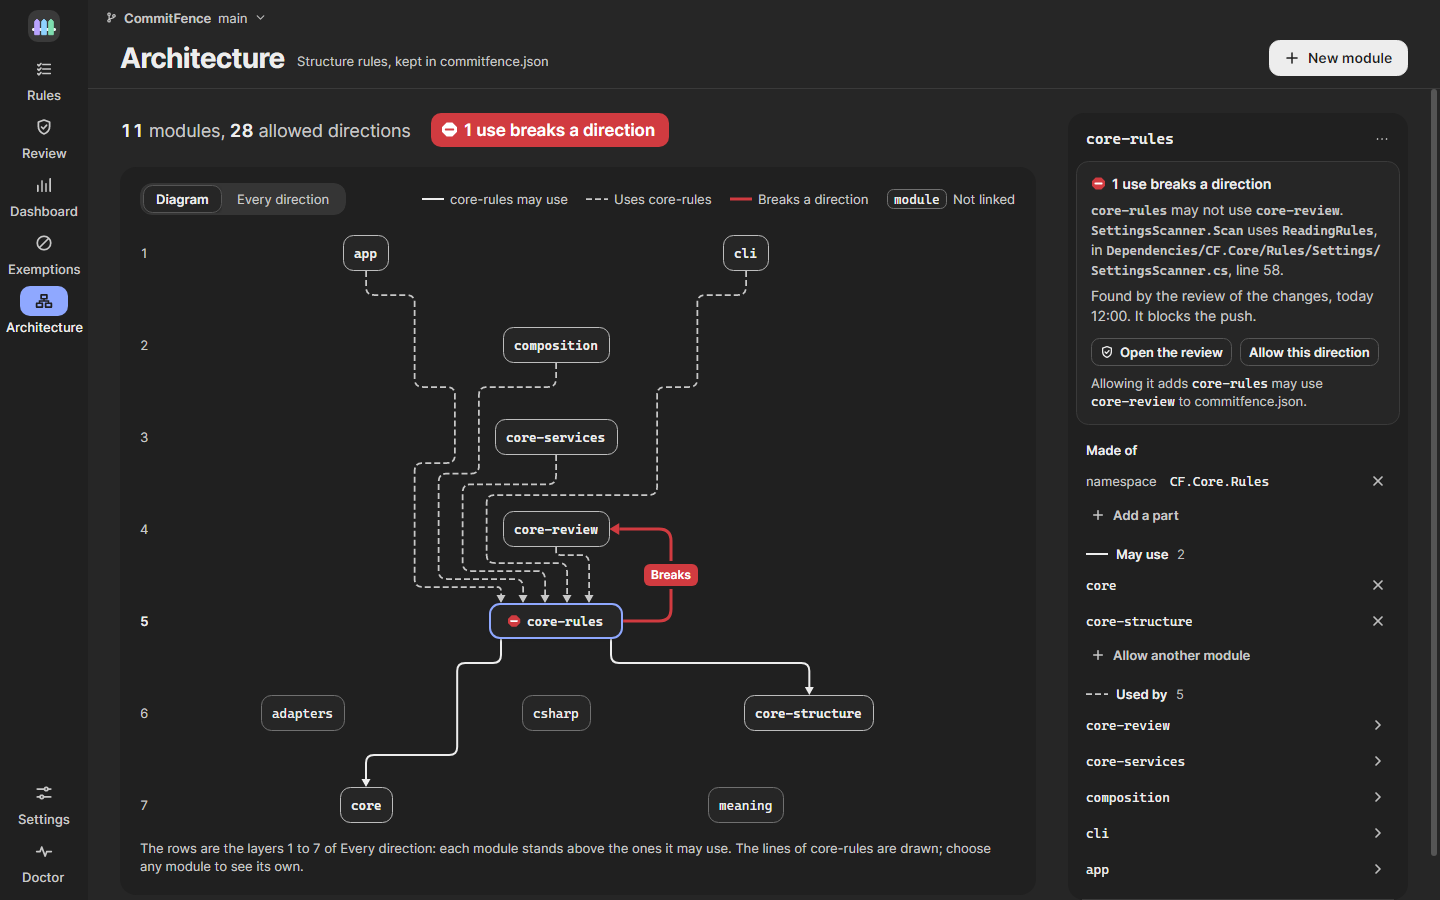 CommitFence main
Architecture Structure rules, kept in commitfence.json
New module
Rules
Review
Dashboard
Exemptions
Architecture
Settings
Doctor
11 modules, 28 allowed directions
1 use breaks a direction
Diagram Every direction
core-rules may use Uses core-rules Breaks a direction module Not linked
1 app cli
2 composition
3 core-services
4 core-review
Breaks
5 core-rules
6 adapters csharp core-structure
7 core meaning
The rows are the layers 1 to 7 of Every direction: each module stands above the ones it may use. The lines of core-rules are drawn; choose
any module to see its own.
core-rules
1 use breaks a direction
core-rules may not use core-review.
SettingsScanner.Scan uses ReadingRules,
in Dependencies/CF.Core/Rules/Settings/
SettingsScanner.cs, line 58.
Found by the review of the changes, today
12:00. It blocks the push.
Open the review Allow this direction
Allowing it adds core-rules may use
core-review to commitfence.json.
Made of
namespace CF.Core.Rules
Add a part
May use 2
core
core-structure
Allow another module
Used by 5
core-review
core-services
composition
cli
app